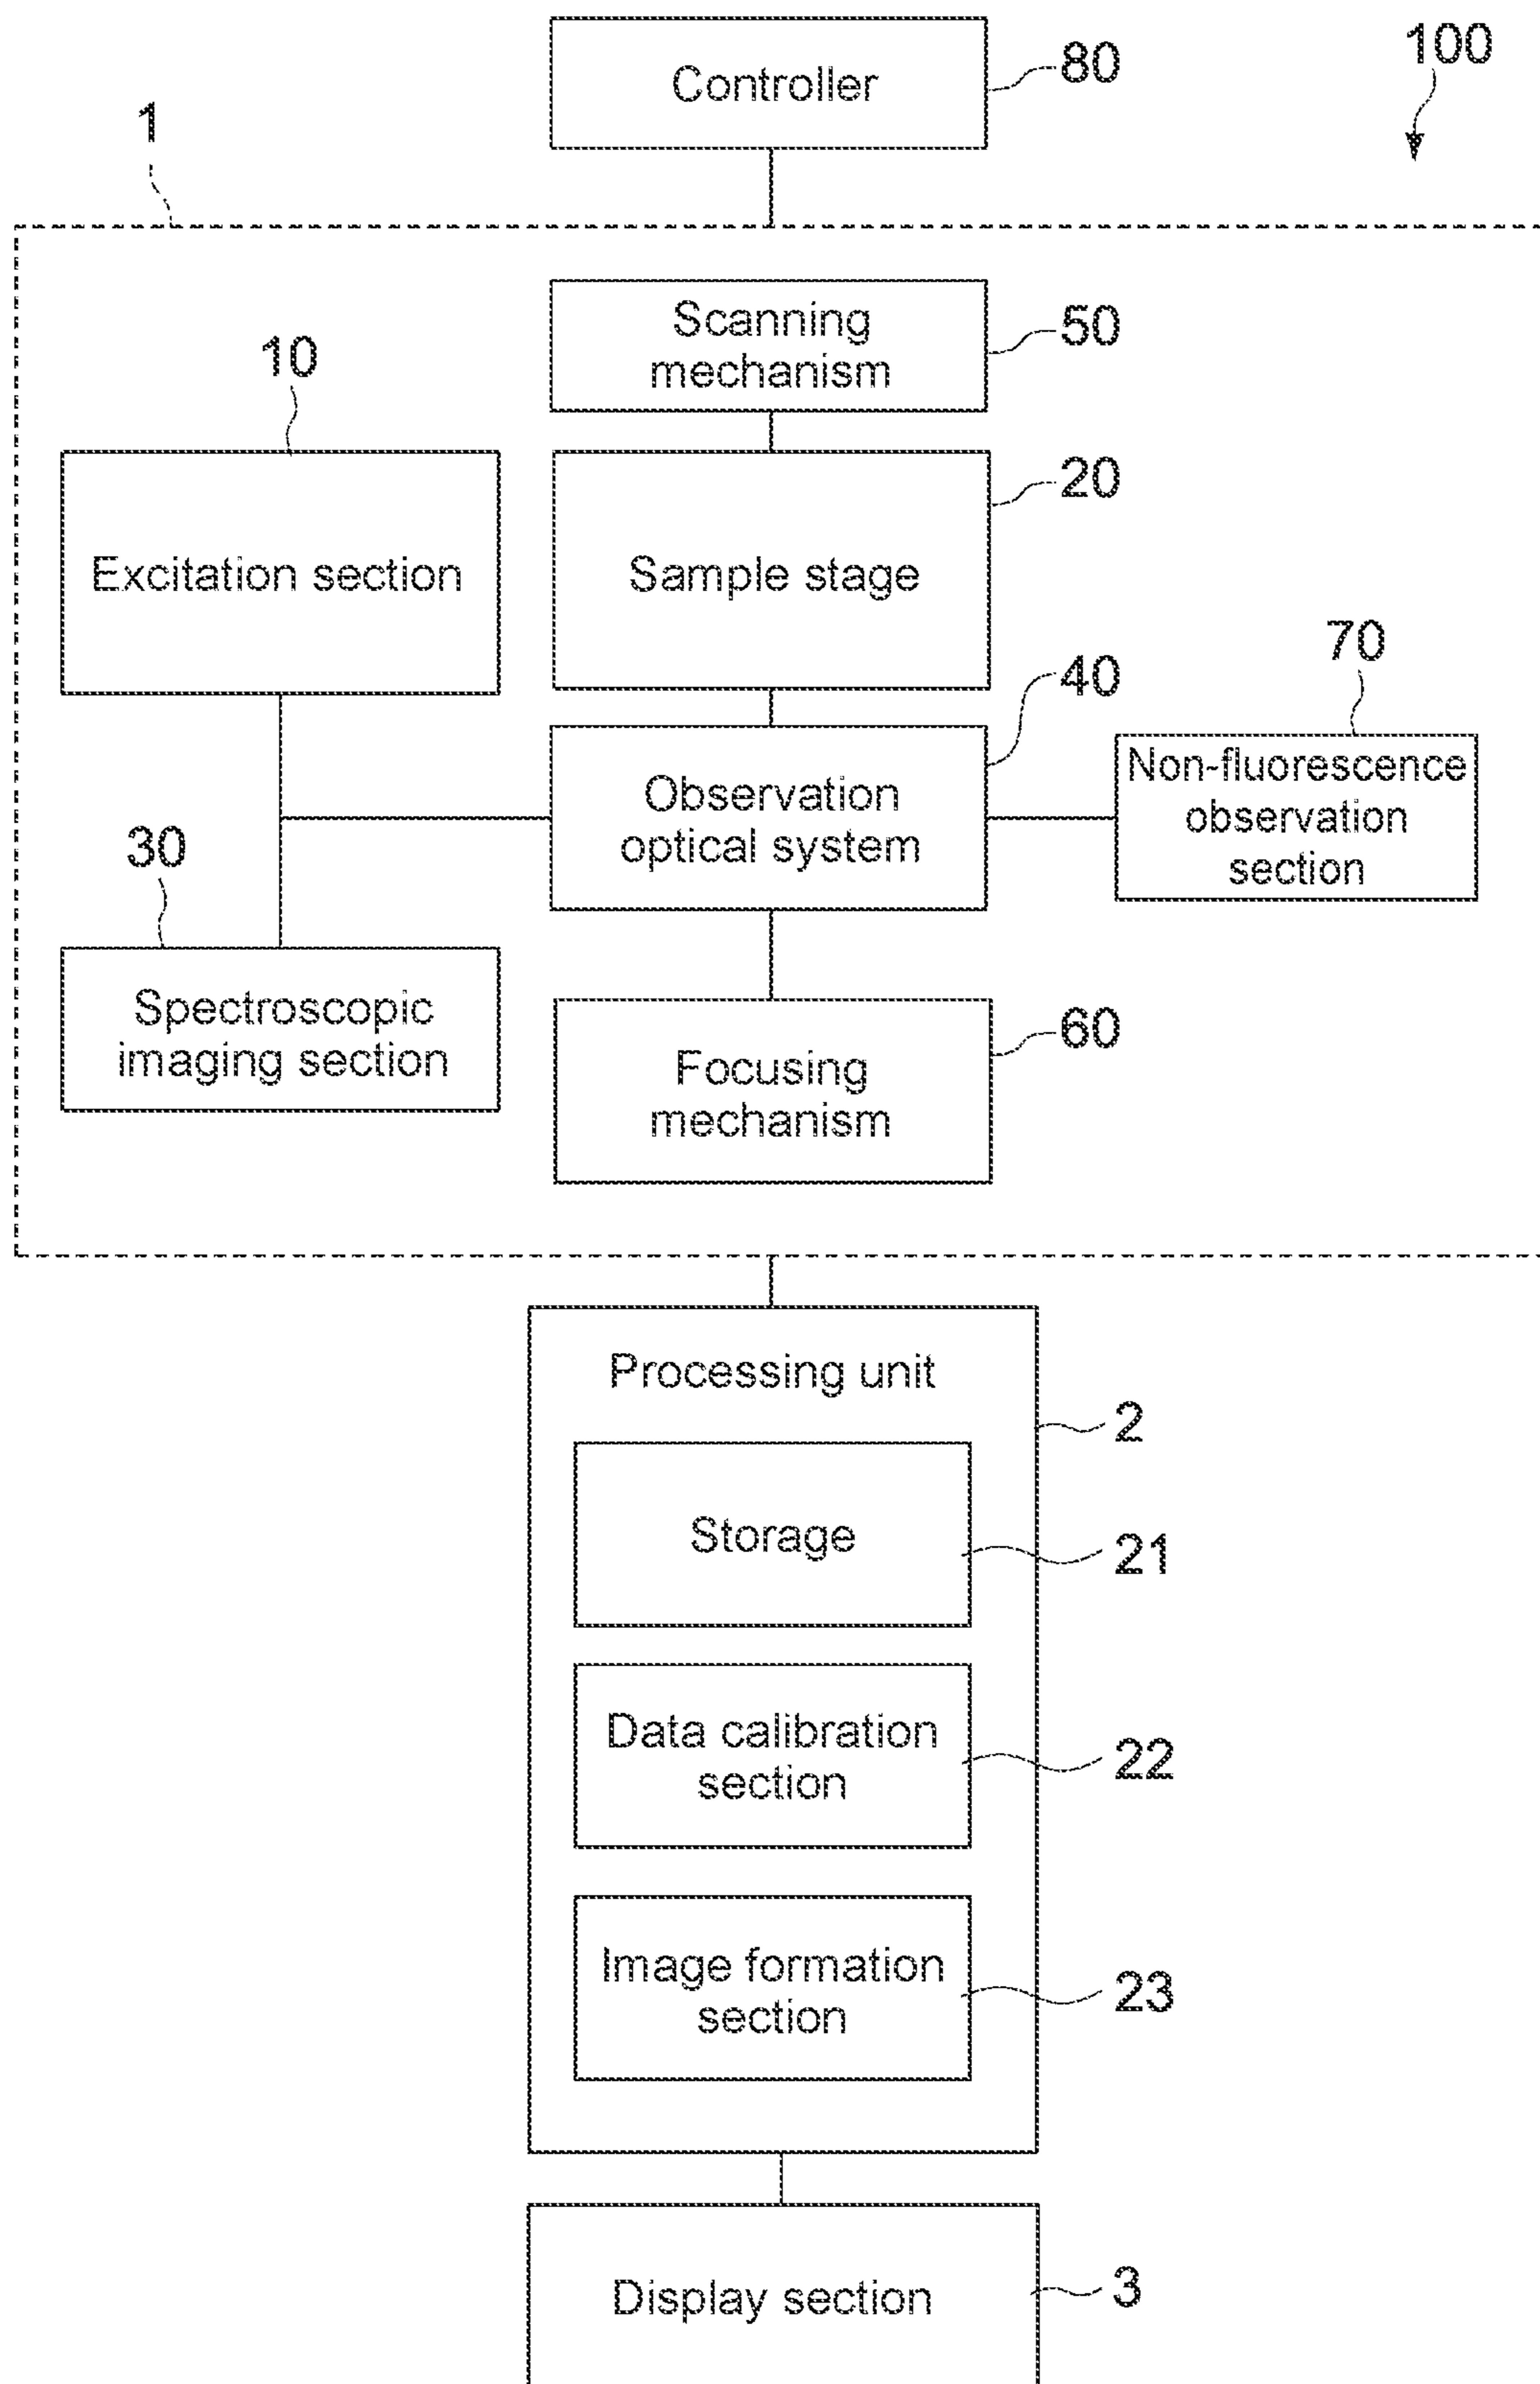 Controller
80
100
1
Scanning
mechanism
50
10
Excitation section
Sample stage
20
70
40
Observation
optical system
Non-fluorescence
observation
section
30
Spectroscopic
imaging section
Focusing
mechanism
60
Processing unit
2
Storage
21
Data calibration
section
22
Image formation
section
23
Display section
3